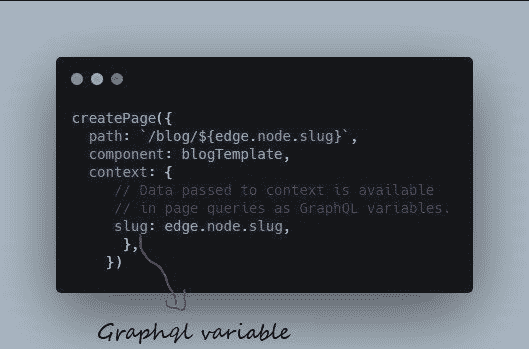 createPage({
path: `/blog/${edge.node.slug}`,
component: blogTemplate,
context: {
// Data passed to context is available
// in page queries as GraphQL variables.
slug: edge.node.slug,
},
})
Graphql variable